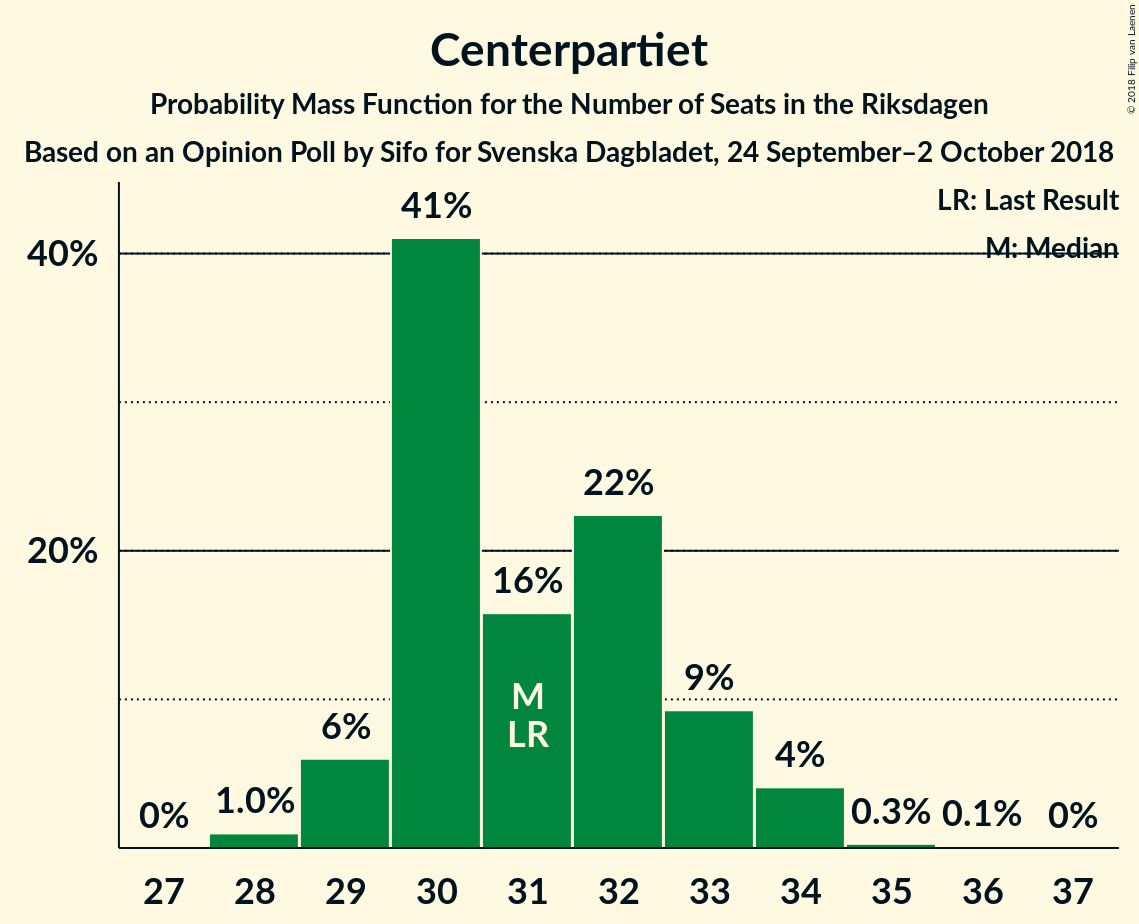 Centerpartiet
Probability Mass Function for the Number of Seats in the Riksdagen
Based on an Opinion Poll by Sifo for Svenska Dagbladet, 24 September–2 October 2018
© 2018 Filip van Laenen
LR: Last Result
M: Median
40%
20%
0%
1.0%
6%
41%
16%
22%
9%
4%
0.3%
0.1%
0%
M
LR
27 28 29 30 31 32 33 34 35 36 37